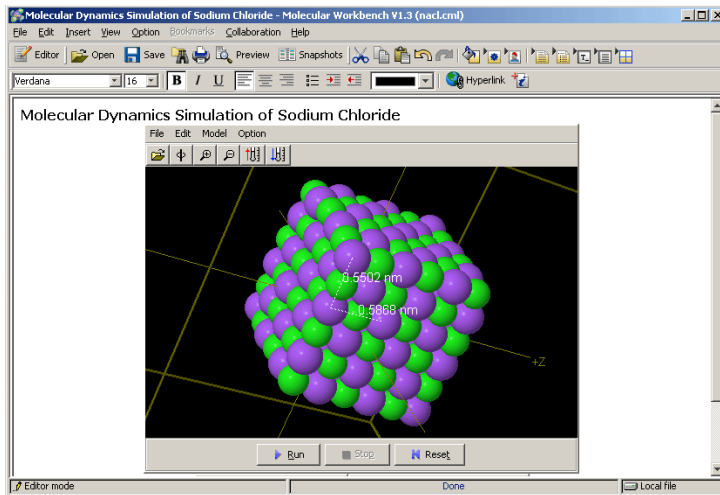 Molecular Dynamics Simulation of Sodium Chloride - Molecular Workbench V1.3 (nacl.cml)
File Edit Insert View Option Bookmarks Collaboration Help
Editor Open Save Preview Snapshots
Verdana 16 B I U Hyperlink
Molecular Dynamics Simulation of Sodium Chloride
File Edit Model Option
0.5502 nm
0.5868 nm
+Z
Run Stop Reset
Editor mode Done Local file